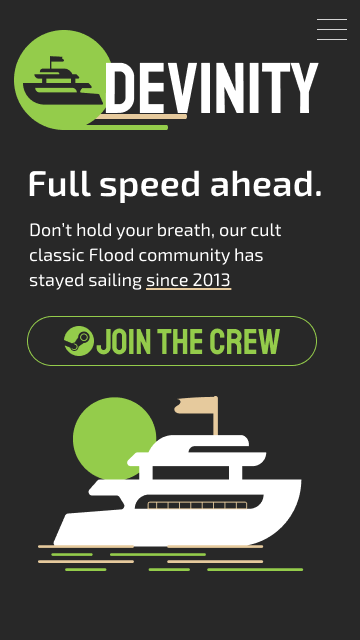 DEVINITY
Full speed ahead.
Don't hold your breath, our cult
classic Flood community has
stayed sailing since 2013
JOIN THE CREW